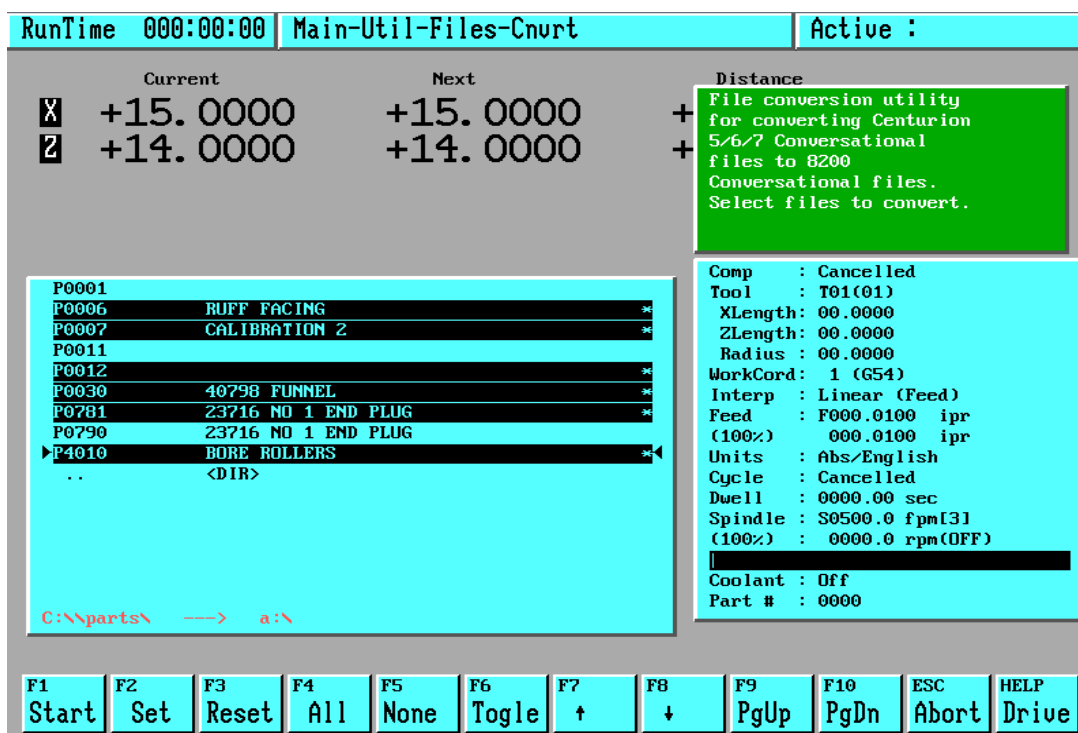 RunTime 000:00:00 Main-Util-Files-Cnvrt Active :
Current Next Distance
X +15.0000 +15.0000 +
Z +14.0000 +14.0000 +
File conversion utility
for converting Centurion
5/6/7 Conversational
files to 8200
Conversational files.
Select files to convert.
P0001
P0006 RUFF FACING *
P0007 CALIBRATION 2 *
P0011
P0012 *
P0030 40798 FUNNEL *
P0781 23716 NO 1 END PLUG *
P0790 23716 NO 1 END PLUG
P4010 BORE ROLLERS *
.. <DIR>
C:\\parts\ ---> a:\
Comp : Cancelled
Tool : T01(01)
XLength: 00.0000
ZLength: 00.0000
Radius : 00.0000
WorkCord: 1 (G54)
Interp : Linear (Feed)
Feed : F000.0100 ipr
(100%) 000.0100 ipr
Units : Abs/English
Cycle : Cancelled
Dwell : 0000.00 sec
Spindle : S0500.0 fpm[3]
(100%) : 0000.0 rpm(OFF)
Coolant : Off
Part # : 0000
F1 F2 F3 F4 F5 F6 F7 F8 F9 F10 ESC HELP
Start Set Reset All None Togle ↑ ↓ PgUp PgDn Abort Drive